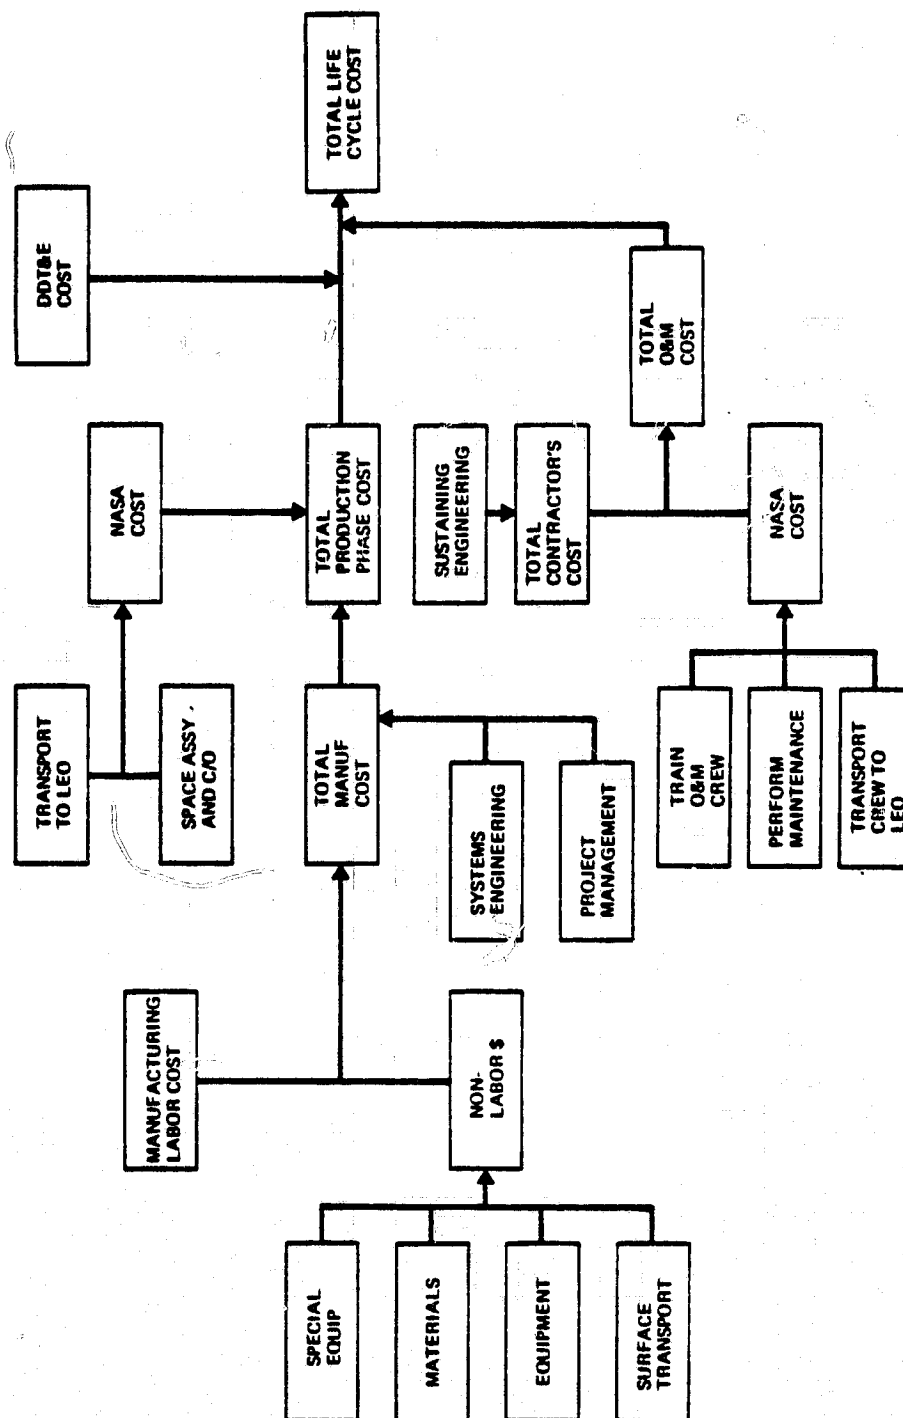 DDT&E
COST
TOTAL LIFE
CYCLE COST
TRANSPORT
TO LEO
SPACE ASSY.
AND C/O
NASA
COST
MANUFACTURING
LABOR COST
TOTAL
MANUF
COST
TOTAL
PRODUCTION
PHASE COST
SPECIAL
EQUIP
MATERIALS
EQUIPMENT
SURFACE
TRANSPORT
NON-
LABOR $
SYSTEMS
ENGINEERING
PROJECT
MANAGEMENT
SUSTAINING
ENGINEERING
TOTAL
CONTRACTOR'S
COST
TOTAL
O&M
COST
TRAIN
O&M
CREW
PERFORM
MAINTENANCE
TRANSPORT
CREW TO
LEO
NASA
COST